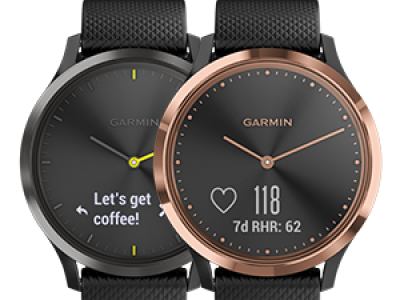 GARMIN
Let's get
coffee!
GARMIN
118
7d RHR: 62